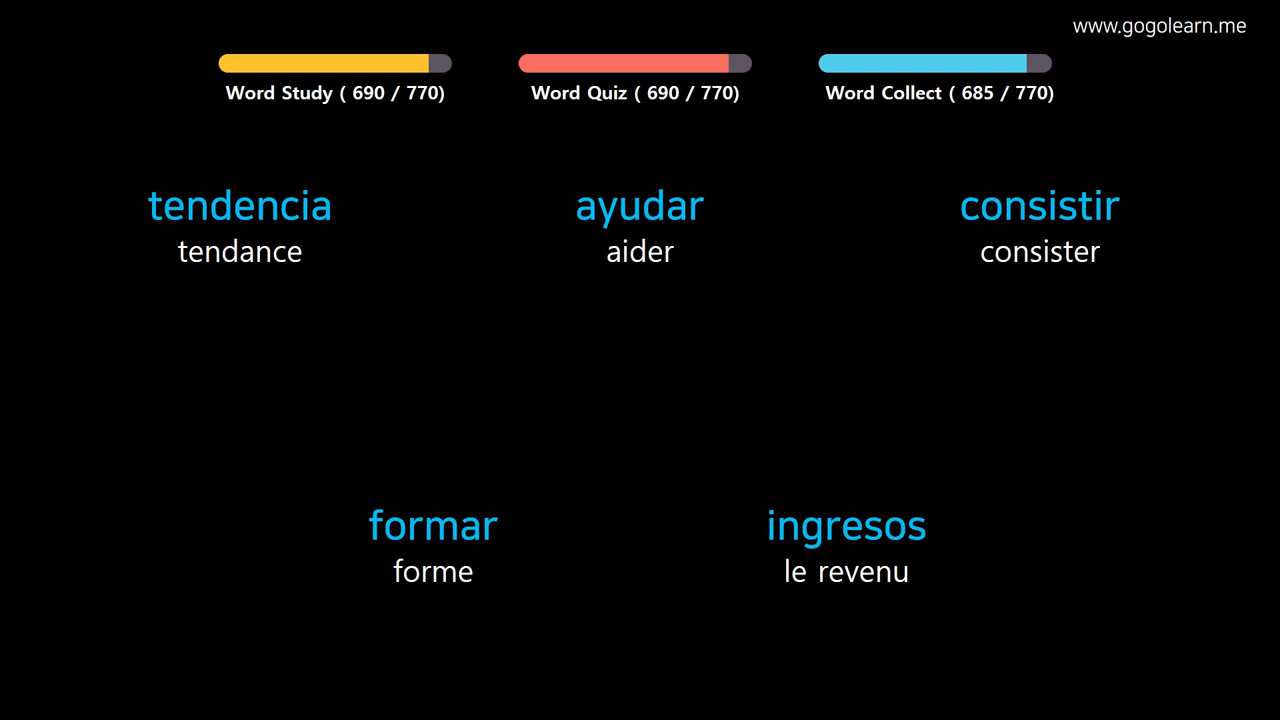 www.gogolearn.me
Word Study ( 690 / 770)
Word Quiz ( 690 / 770)
Word Collect ( 685 / 770)
tendencia
tendance
ayudar
aider
consistir
consister
formar
forme
ingresos
le revenu